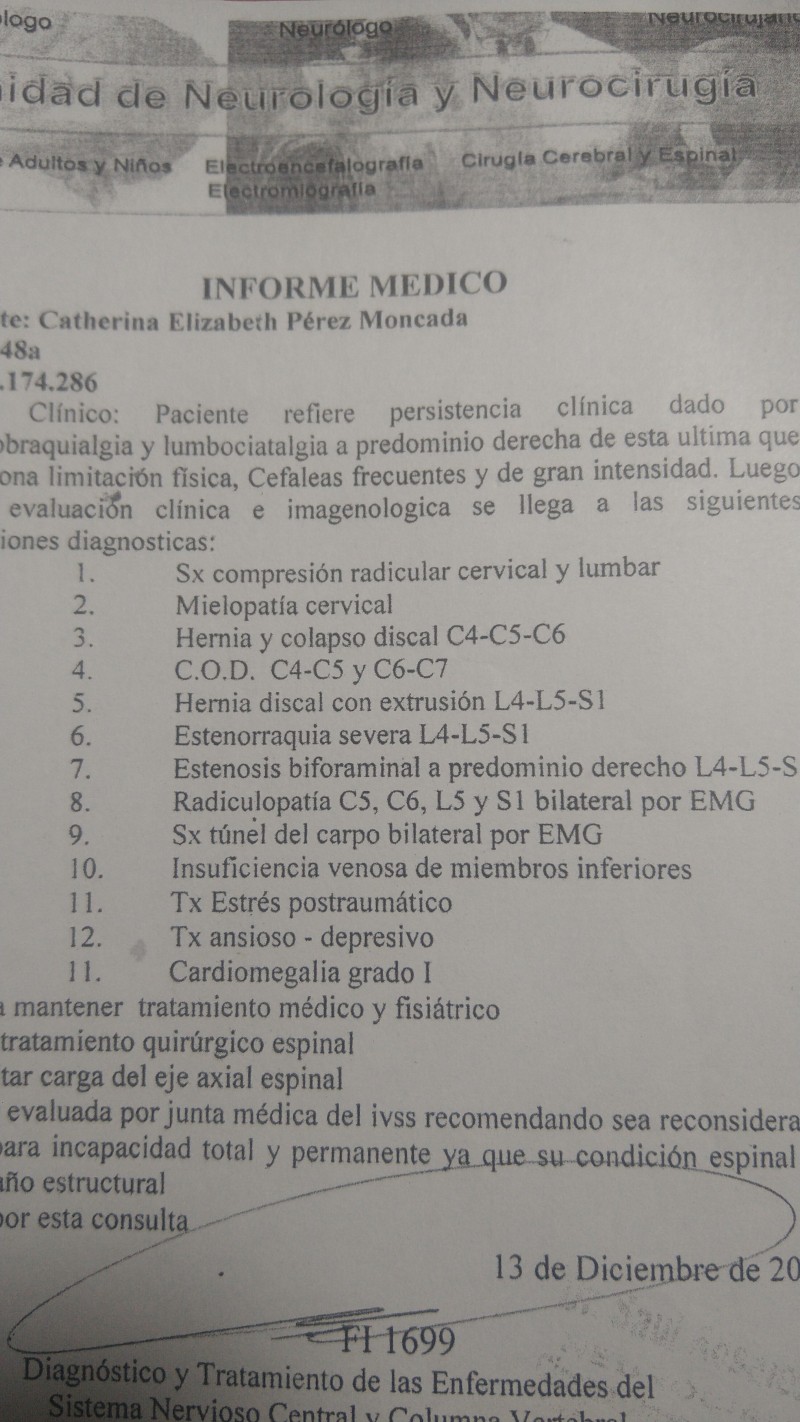 ólogo
Neurólogo
Neurocirujano
idad de Neurología y Neurocirugía
e Adultos y Niños
Electroencefalografía
Electromiografía
Cirugía Cerebral y Espinal
INFORME MEDICO
te: Catherina Elizabeth Pérez Moncada
48a
.174.286
Clínico: Paciente refiere persistencia clínica dado por
obraquialgia y lumbociatalgia a predominio derecha de esta ultima que
ona limitación física, Cefaleas frecuentes y de gran intensidad. Luego
evaluación clínica e imagenologica se llega a las siguientes
iones diagnosticas:
1. Sx compresión radicular cervical y lumbar
2. Mielopatía cervical
3. Hernia y colapso discal C4-C5-C6
4. C.O.D. C4-C5 y C6-C7
5. Hernia discal con extrusión L4-L5-S1
6. Estenorraquia severa L4-L5-S1
7. Estenosis biforaminal a predominio derecho L4-L5-S
8. Radiculopatía C5, C6, L5 y S1 bilateral por EMG
9. Sx túnel del carpo bilateral por EMG
10. Insuficiencia venosa de miembros inferiores
11. Tx Estrés postraumático
12. Tx ansioso - depresivo
11. Cardiomegalia grado I
a mantener tratamiento médico y fisiátrico
tratamiento quirúrgico espinal
tar carga del eje axial espinal
evaluada por junta médica del ivss recomendando sea reconsidera
para incapacidad total y permanente ya que su condición espinal
año estructural
por esta consulta
13 de Diciembre de 20
FI 1699
Diagnóstico y Tratamiento de las Enfermedades del
Sistema Nervioso Central y Columna Vertebral